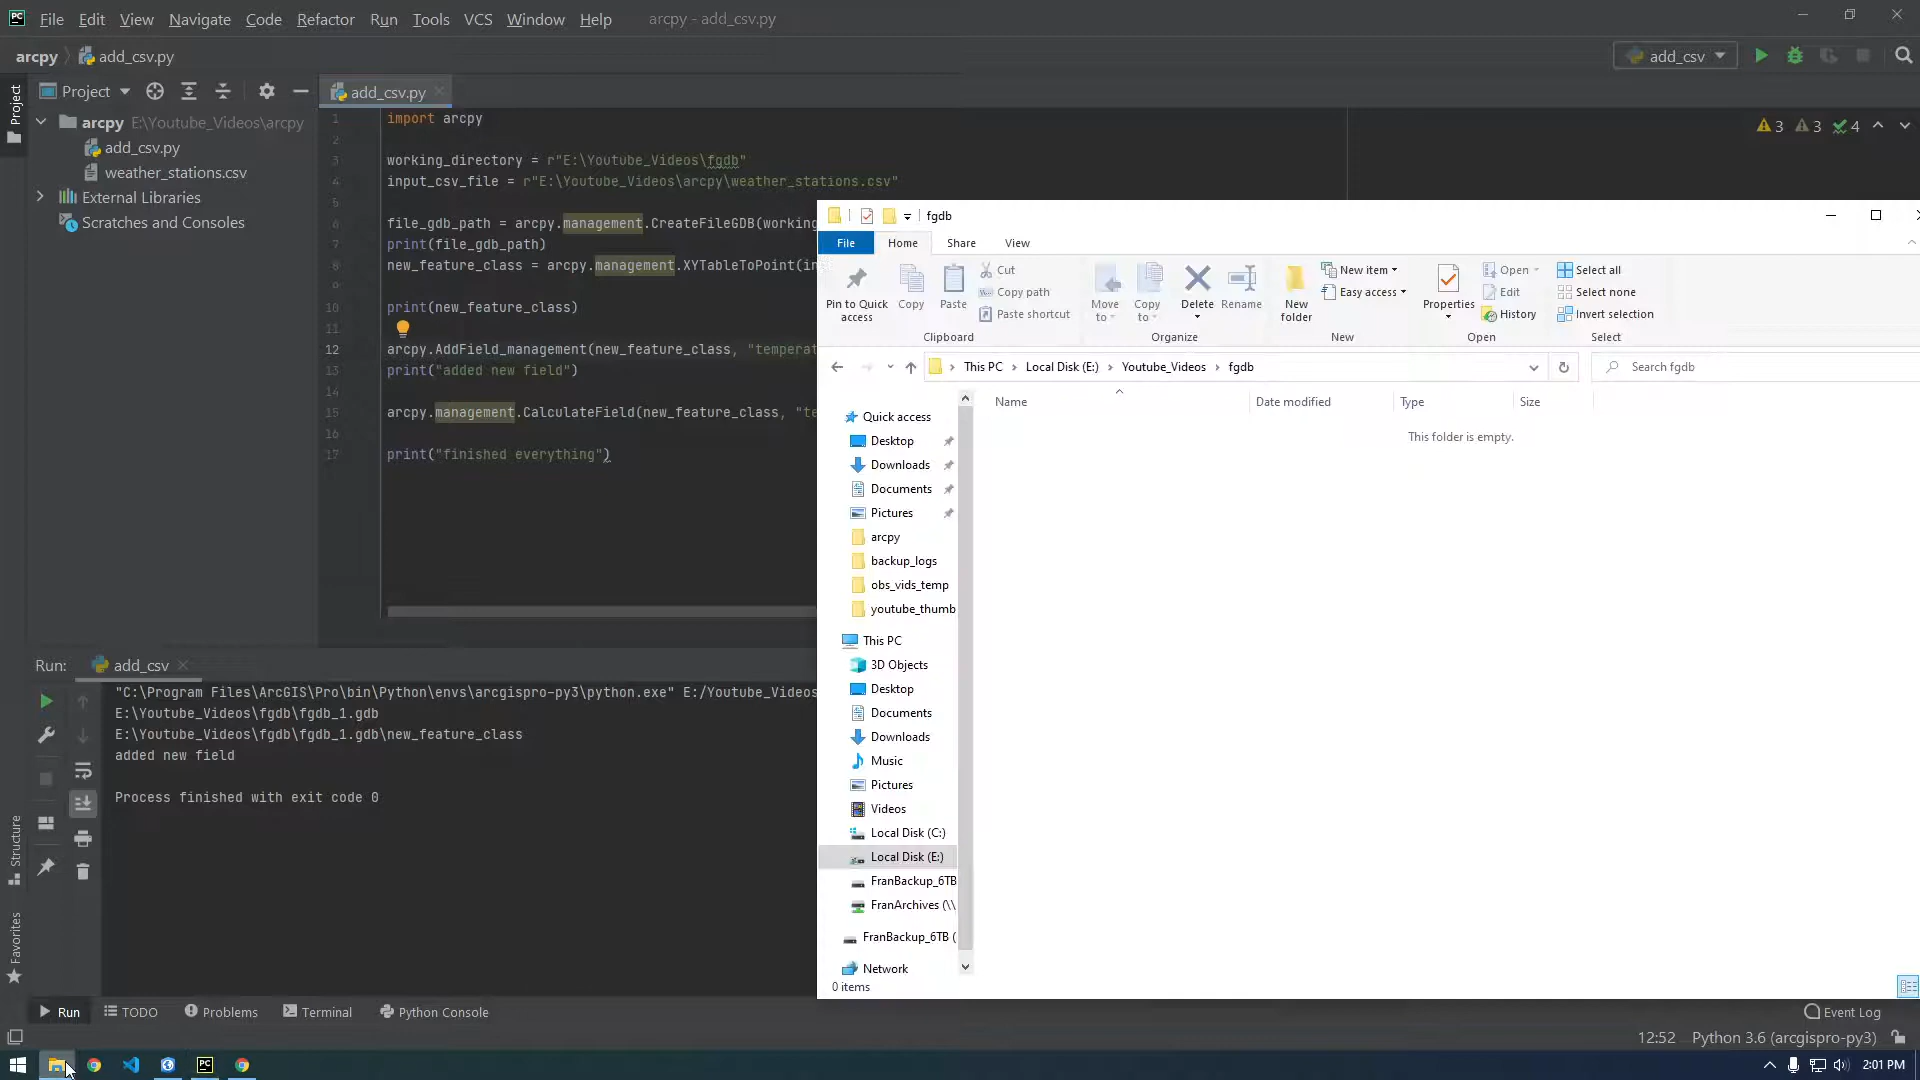 File Edit View Navigate Code Refactor Run Tools VCS Window Help arcpy - add_csv.py
arcpy add_csv.py
add_csv
Project
Project
add_csv.py
arcpy E:\Youtube_Videos\arcpy
add_csv.py
weather_stations.csv
External Libraries
Scratches and Consoles
1 import arcpy
2
3 working_directory = r"E:\Youtube_Videos\fgdb"
4 input_csv_file = r"E:\Youtube_Videos\arcpy\weather_stations.csv"
5
6 file_gdb_path = arcpy.management.CreateFileGDB(working
7 print(file_gdb_path)
8 new_feature_class = arcpy.management.XYTableToPoint(in
9
10 print(new_feature_class)
11
12 arcpy.AddField_management(new_feature_class, "temperat
13 print("added new field")
14
15 arcpy.management.CalculateField(new_feature_class, "te
16
17 print("finished everything")
3 3 4
fgdb
File Home Share View
Pin to Quick access
Copy
Paste
Cut
Copy path
Paste shortcut
Clipboard
Move to
Copy to
Delete
Rename
Organize
New folder
New item
Easy access
New
Properties
Open
Edit
History
Open
Select all
Select none
Invert selection
Select
This PC Local Disk (E:) Youtube_Videos fgdb
Search fgdb
Name Date modified Type Size
This folder is empty.
Quick access
Desktop
Downloads
Documents
Pictures
arcpy
backup_logs
obs_vids_temp
youtube_thumb
This PC
3D Objects
Desktop
Documents
Downloads
Music
Pictures
Videos
Local Disk (C:)
Local Disk (E:)
FranBackup_6TB
FranArchives (\\
FranBackup_6TB (
Network
0 items
Run: add_csv
"C:\Program Files\ArcGIS\Pro\bin\Python\envs\arcgispro-py3\python.exe" E:/Youtube_Videos
E:\Youtube_Videos\fgdb\fgdb_1.gdb
E:\Youtube_Videos\fgdb\fgdb_1.gdb\new_feature_class
added new field
Process finished with exit code 0
Structure
Favorites
Run TODO Problems Terminal Python Console
Event Log
12:52 Python 3.6 (arcgispro-py3)
PC
2:01 PM